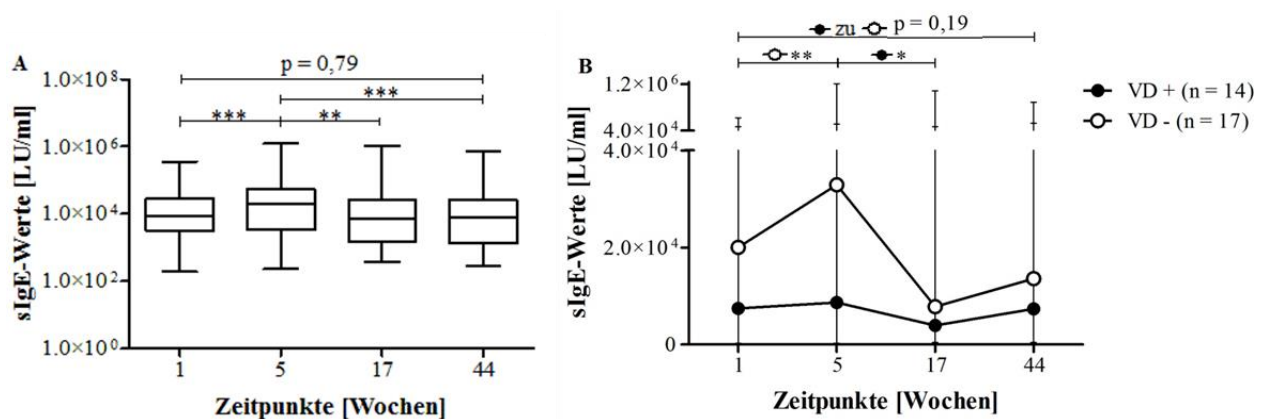 A
p = 0,79
***
***
**
1.0×10⁸
1.0×10⁶
1.0×10⁴
1.0×10²
1.0×10⁰
sIgE-Werte [LU/ml]
1 5 17 44
Zeitpunkte [Wochen]
B
zu p = 0,19
** *
1.2×10⁶
4.0×10⁴
4.0×10⁴
2.0×10⁴
0
sIgE-Werte [LU/ml]
1 5 17 44
Zeitpunkte [Wochen]
VD + (n = 14)
VD - (n = 17)